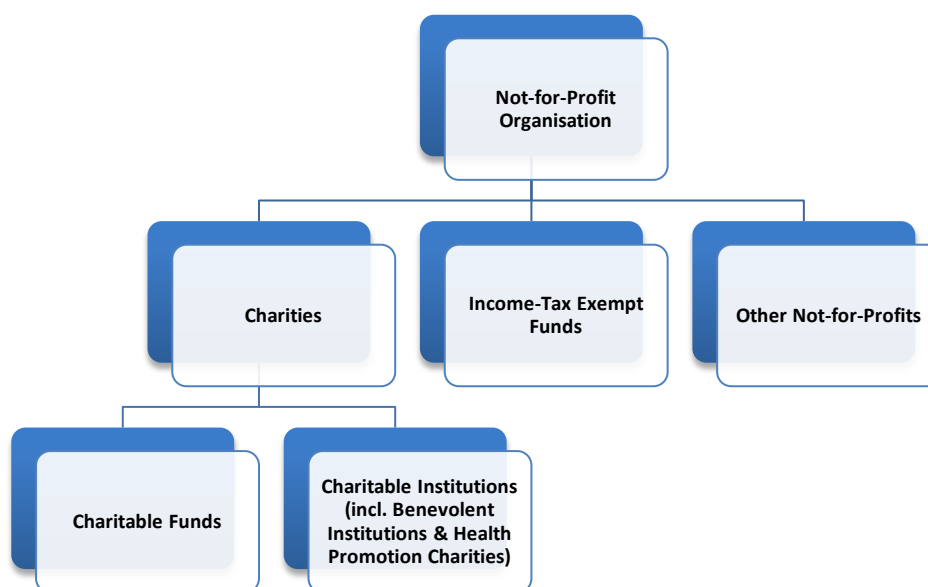 Not-for-Profit
Organisation
Charities
Income-Tax Exempt
Funds
Other Not-for-Profits
Charitable Funds
Charitable Institutions
(incl. Benevolent
Institutions & Health
Promotion Charities)